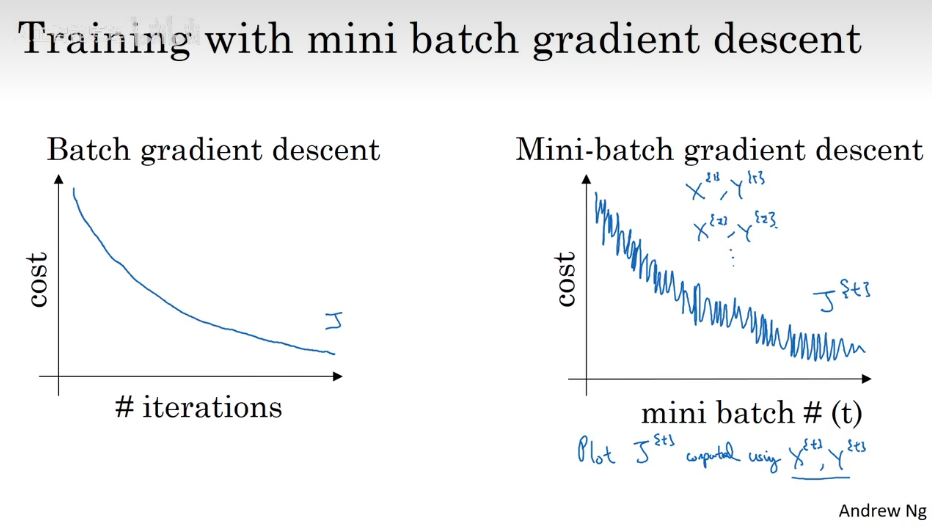 Training with mini batch gradient descent
Batch gradient descent
cost
J
# iterations
Mini-batch gradient descent
X^{1}, Y^{1}
X^{2}, Y^{2}
⋮
cost
J^{t}
mini batch # (t)
Plot J^{t} computed using X^{t}, Y^{t}
Andrew Ng